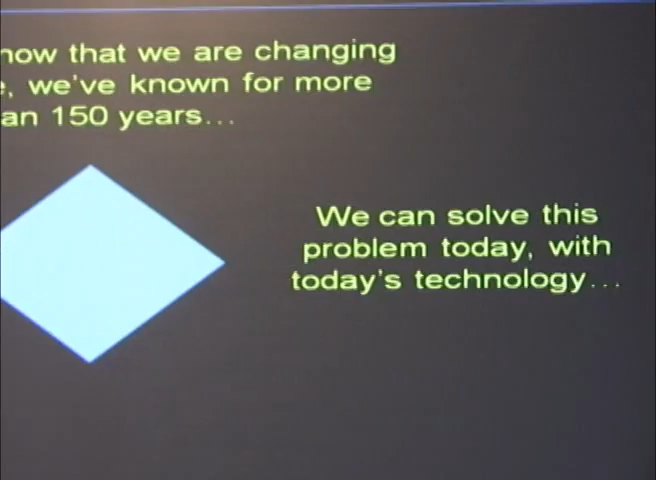 now that we are changing
e, we've known for more
an 150 years...
We can solve this
problem today, with
today's technology...